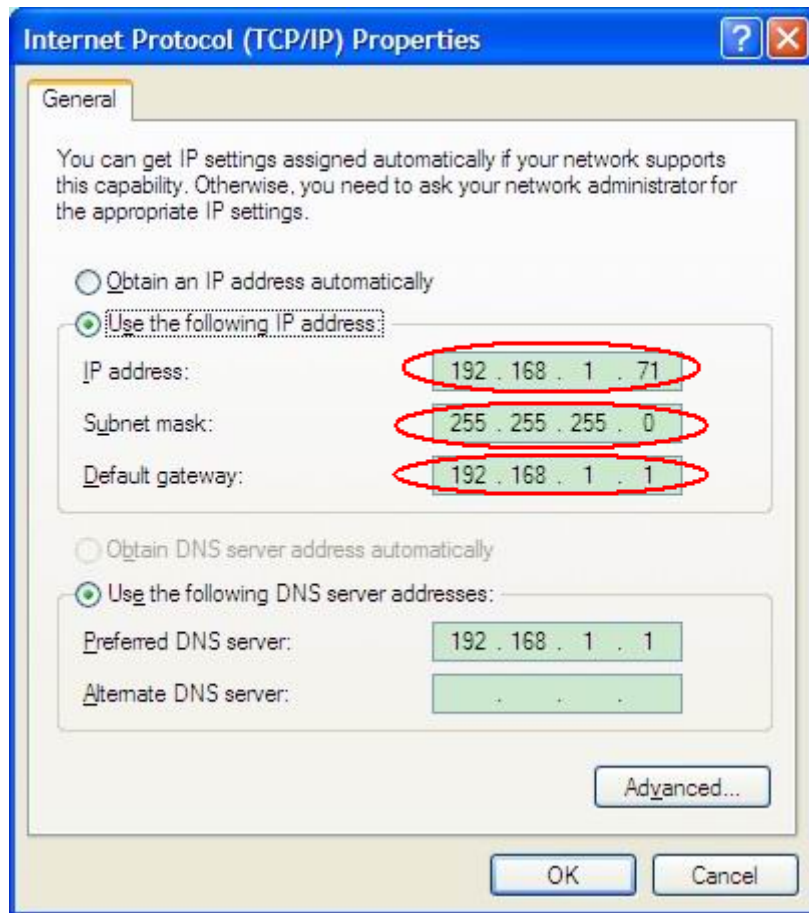 Internet Protocol (TCP/IP) Properties
General
You can get IP settings assigned automatically if your network supports
this capability. Otherwise, you need to ask your network administrator for
the appropriate IP settings.
Obtain an IP address automatically
Use the following IP address:
IP address: 192 . 168 . 1 . 71
Subnet mask: 255 . 255 . 255 . 0
Default gateway: 192 . 168 . 1 . 1
Obtain DNS server address automatically
Use the following DNS server addresses:
Preferred DNS server: 192 . 168 . 1 . 1
Alternate DNS server: . . .
Advanced...
OK Cancel